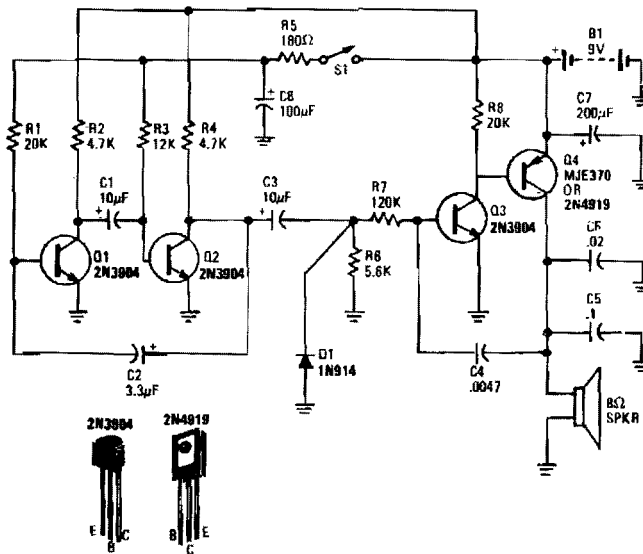 R5
180Ω
S1
B1
9V
+
C6
100µF
+
C7
200µF
+
R1
20K
R2
4.7K
R3
12K
R4
4.7K
R8
20K
C1
10µF
+
C3
10µF
+
R7
120K
Q4
MJE370
OR
2N4919
Q1
2N3904
Q2
2N3904
Q3
2N3904
R6
5.6K
C6
.02
C5
.1
C2
3.3µF
+
D1
1N914
C4
.0047
8Ω
SPKR
2N3904
2N4919
E
B
C
B
C
E